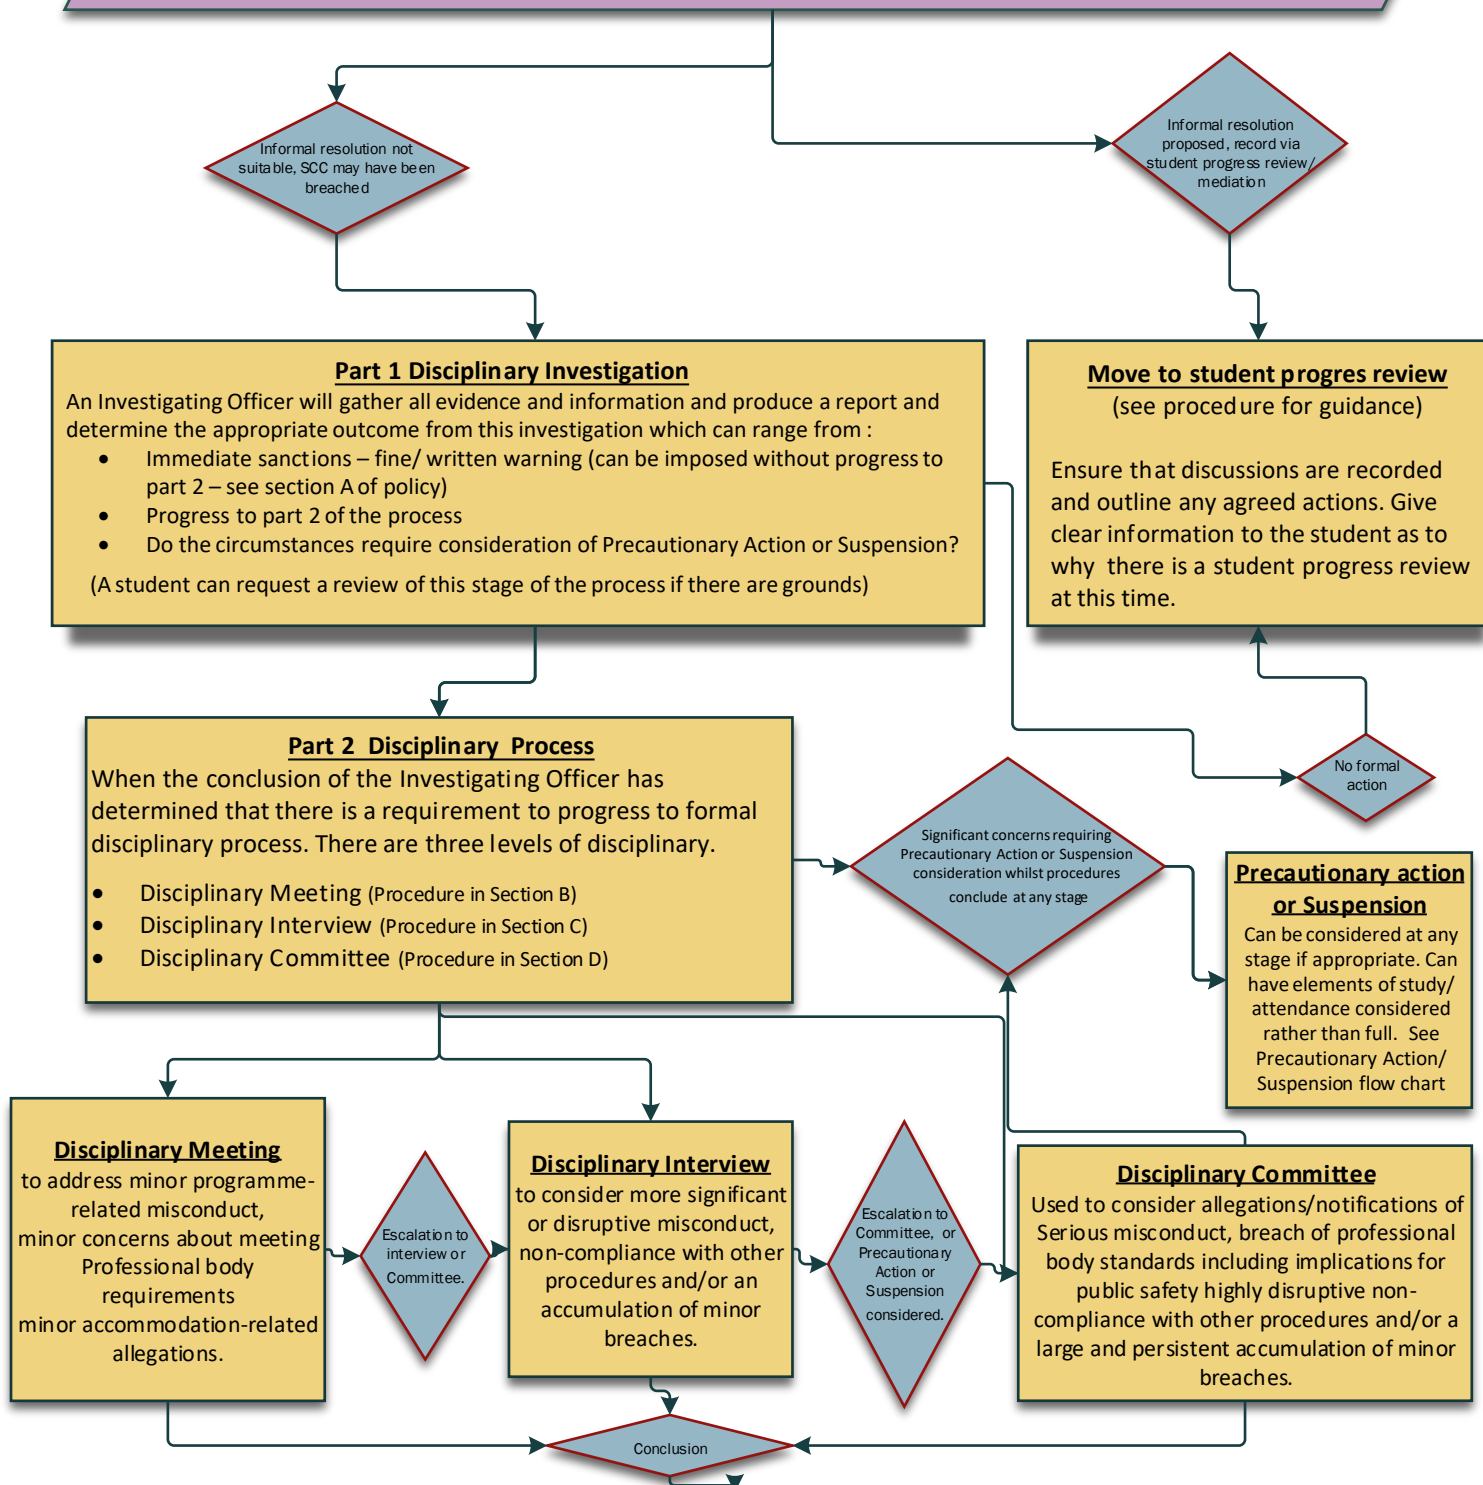 Informal resolution not
suitable, SCC may have been
breached
Informal resolution
proposed, record via
student progress review/
mediation
Part 1 Disciplinary Investigation
An Investigating Officer will gather all evidence and information and produce a report and
determine the appropriate outcome from this investigation which can range from :
• Immediate sanctions – fine/ written warning (can be imposed without progress to
part 2 – see section A of policy)
• Progress to part 2 of the process
• Do the circumstances require consideration of Precautionary Action or Suspension?
(A student can request a review of this stage of the process if there are grounds)
Move to student progres review
(see procedure for guidance)
Ensure that discussions are recorded
and outline any agreed actions. Give
clear information to the student as to
why there is a student progress review
at this time.
Part 2 Disciplinary Process
When the conclusion of the Investigating Officer has
determined that there is a requirement to progress to formal
disciplinary process. There are three levels of disciplinary.
• Disciplinary Meeting (Procedure in Section B)
• Disciplinary Interview (Procedure in Section C)
• Disciplinary Committee (Procedure in Section D)
No formal
action
Significant concerns requiring
Precautionary Action or Suspension
consideration whilst procedures
conclude at any stage
Precautionary action
or Suspension
Can be considered at any
stage if appropriate. Can
have elements of study/
attendance considered
rather than full. See
Precautionary Action/
Suspension flow chart
Disciplinary Meeting
to address minor programme-
related misconduct,
minor concerns about meeting
Professional body
requirements
minor accommodation-related
allegations.
Escalation to
interview or
Committee.
Disciplinary Interview
to consider more significant
or disruptive misconduct,
non-compliance with other
procedures and/or an
accumulation of minor
breaches.
Escalation to
Committee, or
Precautionary
Action or
Suspension
considered.
Disciplinary Committee
Used to consider allegations/notifications of
Serious misconduct, breach of professional
body standards including implications for
public safety highly disruptive non-
compliance with other procedures and/or a
large and persistent accumulation of minor
breaches.
Conclusion